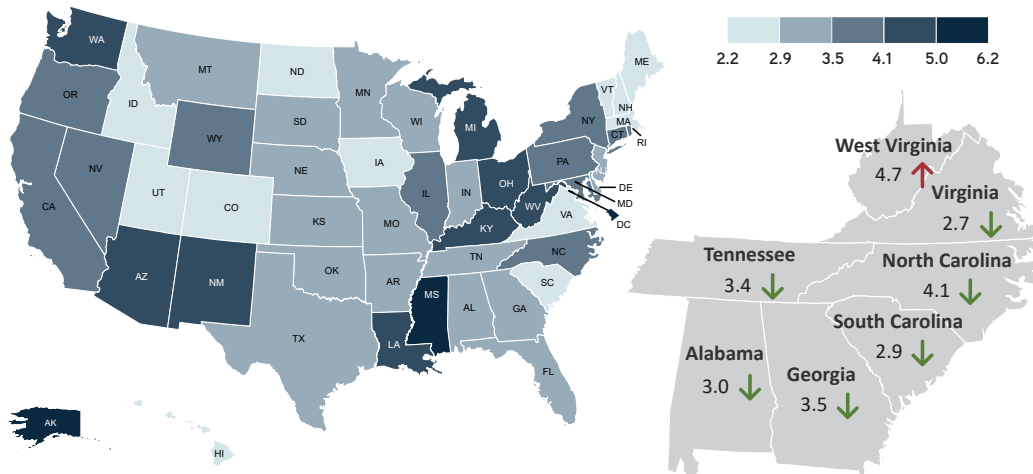 WA
OR
CA
NV
ID
MT
WY
UT
CO
AZ
NM
ND
SD
NE
KS
OK
TX
MN
IA
MO
AR
LA
WI
IL
MI
IN
OH
KY
TN
MS
AL
GA
FL
SC
NC
VA
WV
PA
NY
VT
NH
ME
MA
CT
RI
DE
MD
DC
AK
HI
2.2 2.9 3.5 4.1 5.0 6.2
West Virginia
4.7
Virginia
2.7
Tennessee
3.4
North Carolina
4.1
South Carolina
2.9
Alabama
3.0
Georgia
3.5